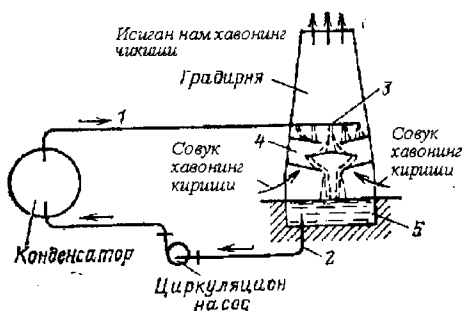 Исиган нам хавонинг
чикиши
Градирня
3
1
4
Совук
хавонинг
кириши
Совук
хавонинг
кириши
5
Конденсатор
2
Циркуляцион
насос